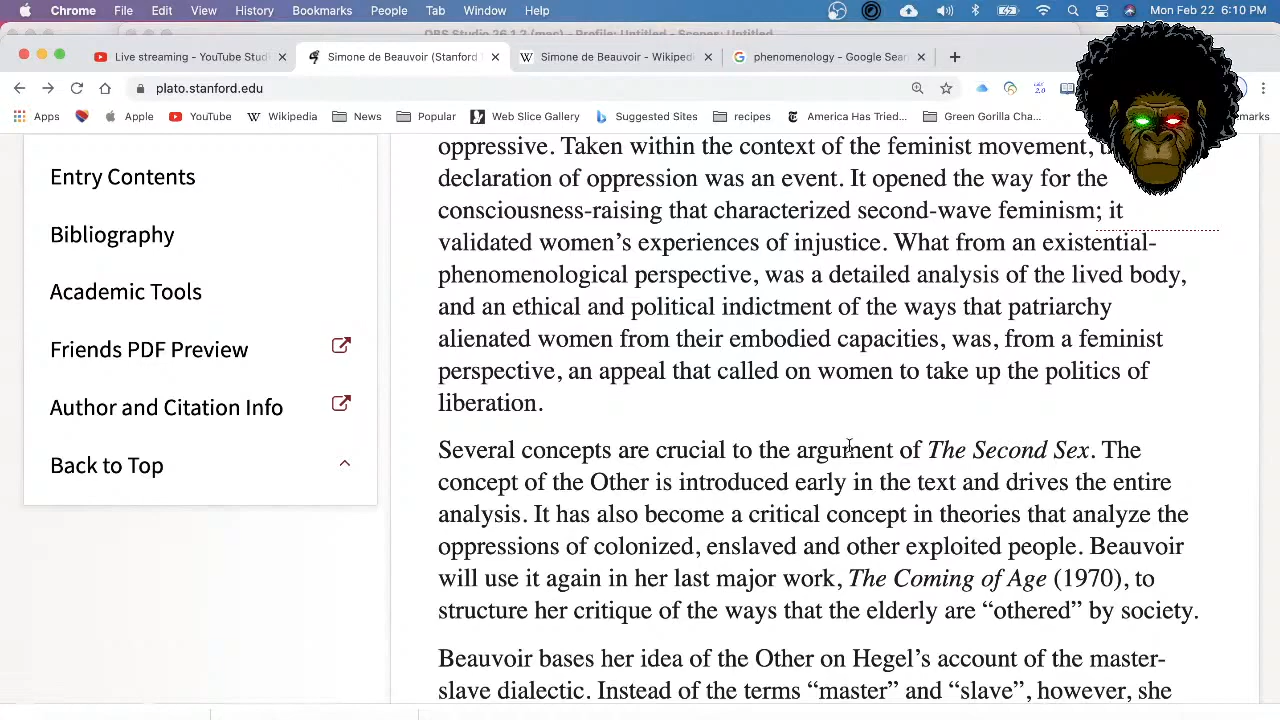 Chrome File Edit View History Bookmarks People Tab Window Help Mon Feb 22 6:10 PM
OBS Studio 26.1.2 (mac) - Profile: Untitled - Scenes: Untitled
Live streaming - YouTube Stud Simone de Beauvoir (Stanford Simone de Beauvoir - Wikiped phenomenology - Google Sear
plato.stanford.edu
Apps Apple YouTube Wikipedia News Popular Web Slice Gallery Suggested Sites recipes America Has Tried... Green Gorilla Cha... marks
Entry Contents
Bibliography
Academic Tools
Friends PDF Preview
Author and Citation Info
Back to Top
oppressive. Taken within the context of the feminist movement,
declaration of oppression was an event. It opened the way for the
consciousness-raising that characterized second-wave feminism; it
validated women's experiences of injustice. What from an existential-
phenomenological perspective, was a detailed analysis of the lived body,
and an ethical and political indictment of the ways that patriarchy
alienated women from their embodied capacities, was, from a feminist
perspective, an appeal that called on women to take up the politics of
liberation.
Several concepts are crucial to the argument of The Second Sex. The
concept of the Other is introduced early in the text and drives the entire
analysis. It has also become a critical concept in theories that analyze the
oppressions of colonized, enslaved and other exploited people. Beauvoir
will use it again in her last major work, The Coming of Age (1970), to
structure her critique of the ways that the elderly are “othered” by society.
Beauvoir bases her idea of the Other on Hegel's account of the master-
slave dialectic. Instead of the terms “master” and “slave”, however, she